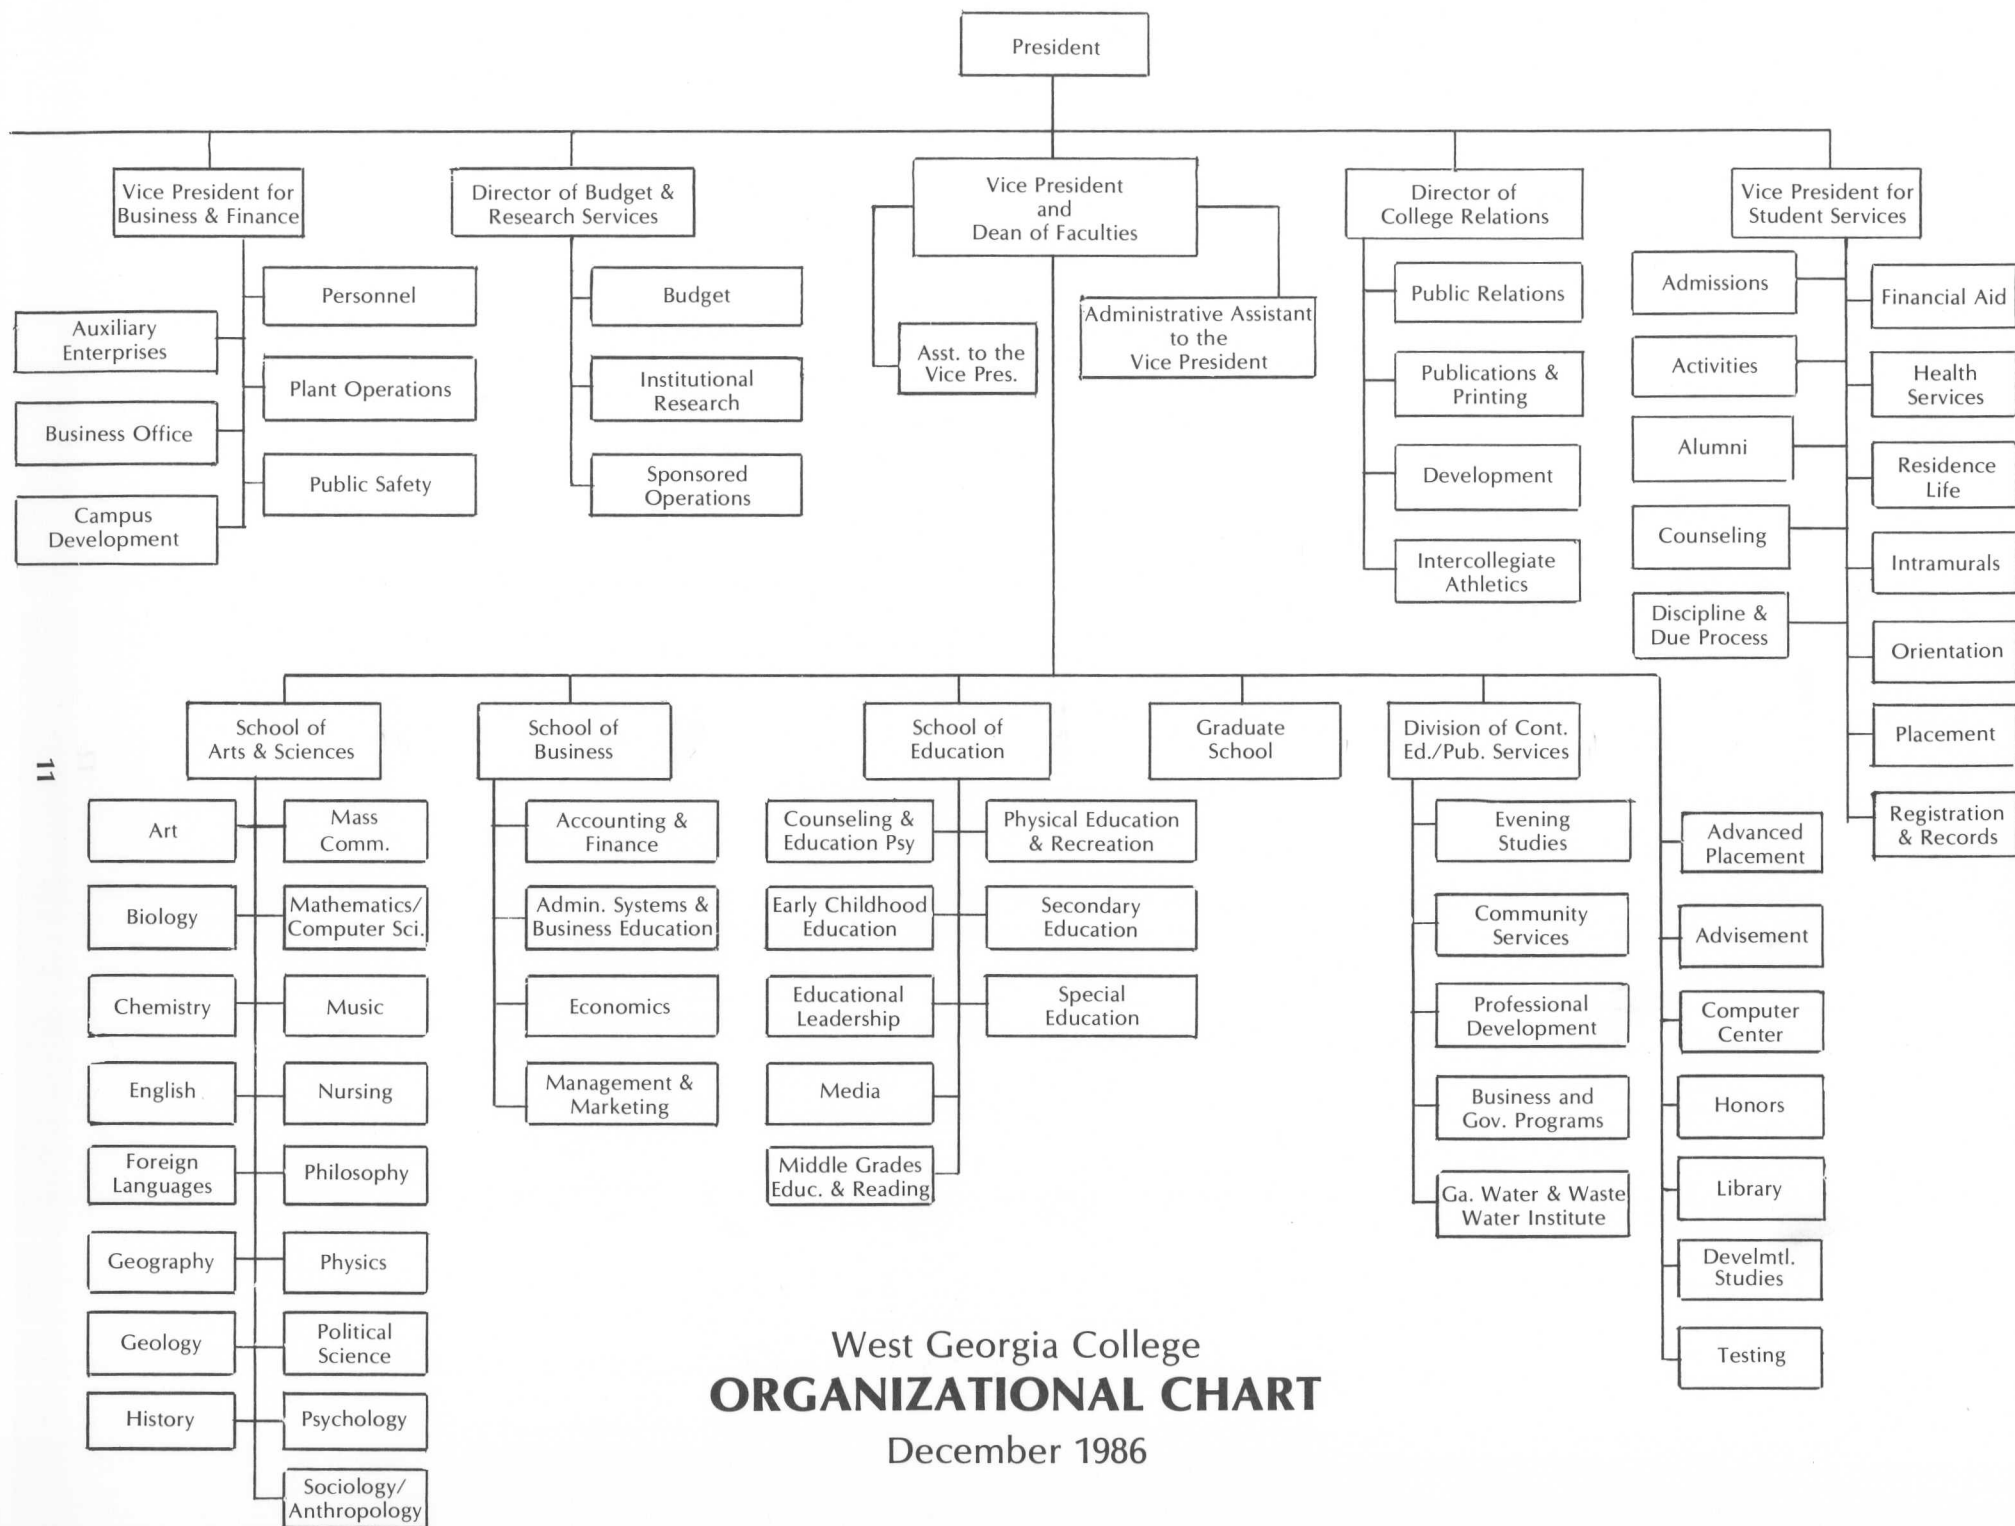 President
Vice President for
Business & Finance
Director of Budget &
Research Services
Vice President
and
Dean of Faculties
Director of
College Relations
Vice President for
Student Services
Personnel
Auxiliary
Enterprises
Plant Operations
Business Office
Public Safety
Campus
Development
Budget
Institutional
Research
Sponsored
Operations
Asst. to the
Vice Pres.
Administrative Assistant
to the
Vice President
Public Relations
Publications &
Printing
Development
Intercollegiate
Athletics
Admissions
Financial Aid
Activities
Health
Services
Alumni
Residence
Life
Counseling
Intramurals
Discipline &
Due Process
Orientation
Placement
Registration
& Records
School of
Arts & Sciences
School of
Business
School of
Education
Graduate
School
Division of Cont.
Ed./Pub. Services
Art
Mass
Comm.
Biology
Mathematics/
Computer Sci.
Chemistry
Music
English
Nursing
Foreign
Languages
Philosophy
Geography
Physics
Geology
Political
Science
History
Psychology
Sociology/
Anthropology
Accounting &
Finance
Admin. Systems &
Business Education
Economics
Management &
Marketing
Counseling &
Education Psy
Physical Education
& Recreation
Early Childhood
Education
Secondary
Education
Educational
Leadership
Special
Education
Media
Middle Grades
Educ. & Reading
Evening
Studies
Community
Services
Professional
Development
Business and
Gov. Programs
Ga. Water & Waste
Water Institute
Advanced
Placement
Advisement
Computer
Center
Honors
Library
Develmtl.
Studies
Testing
West Georgia College
ORGANIZATIONAL CHART
December 1986
11